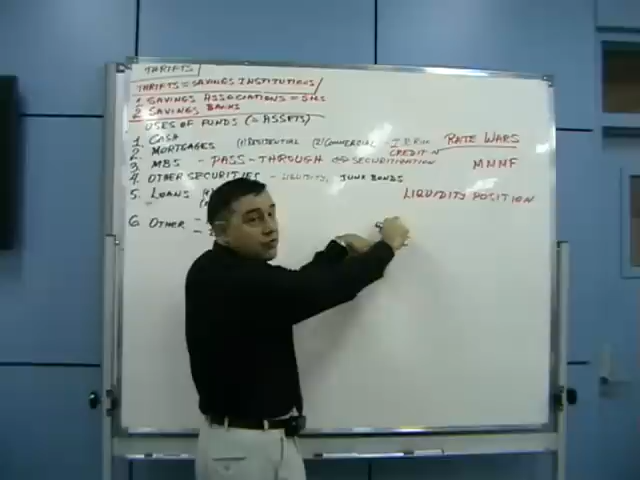 THRIFTS
THRIFTS = SAVINGS INSTITUTIONS
1. SAVINGS ASSOCIATIONS = S&LS
2. SAVINGS BANKS
USES OF FUNDS (= ASSETS)
1. CASH
2. MORTGAGES (1) RESIDENTIAL (2) COMMERCIAL - I.R. RISK
CREDIT RATE WARS
3. MBS - PASS-THROUGH SECURITIZATION MMMF
4. OTHER SECURITIES - LIQUIDITY, JUNK BONDS
5. LOANS LIQUIDITY POSITION
6. OTHER -